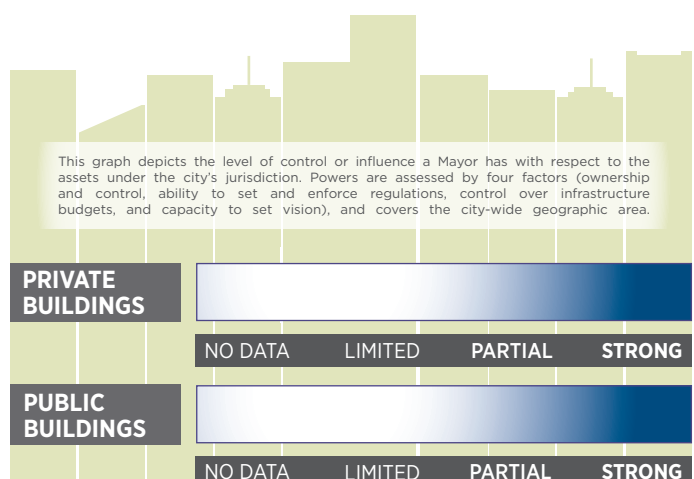 This graph depicts the level of control or influence a Mayor has with respect to the
assets under the city's jurisdiction. Powers are assessed by four factors (ownership
and control, ability to set and enforce regulations, control over infrastructure
budgets, and capacity to set vision), and covers the city-wide geographic area.
PRIVATE
BUILDINGS
NO DATA LIMITED PARTIAL STRONG
PUBLIC
BUILDINGS
NO DATA LIMITED PARTIAL STRONG